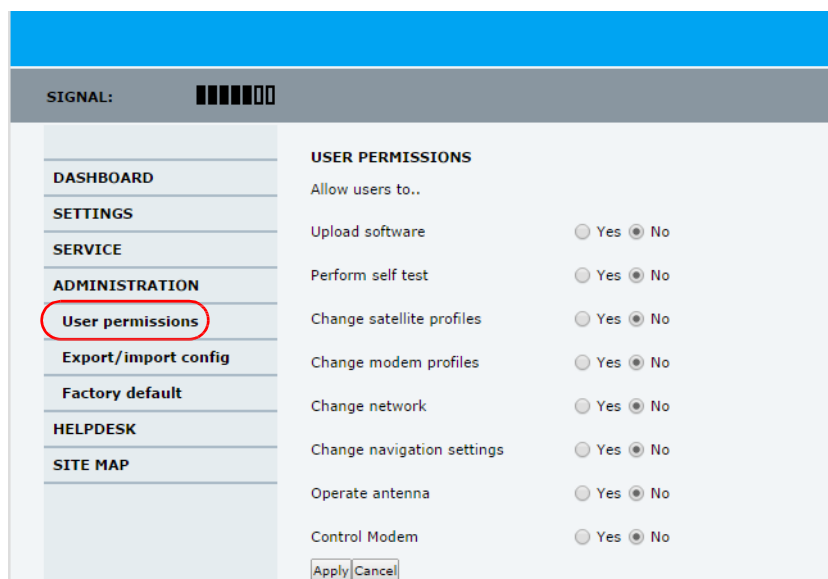 SIGNAL:
DASHBOARD
SETTINGS
SERVICE
ADMINISTRATION
User permissions
Export/import config
Factory default
HELPDESK
SITE MAP
USER PERMISSIONS
Allow users to..
Upload software Yes No
Perform self test Yes No
Change satellite profiles Yes No
Change modem profiles Yes No
Change network Yes No
Change navigation settings Yes No
Operate antenna Yes No
Control Modem Yes No
Apply Cancel